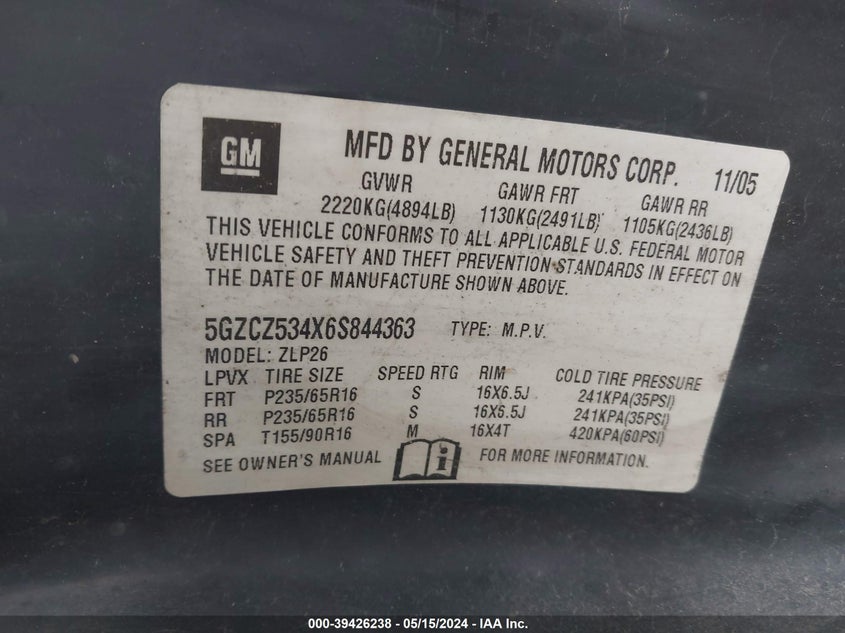 GM
MFD BY GENERAL MOTORS CORP. 11/05
GVWR GAWR FRT GAWR RR
2220KG(4894LB) 1130KG(2491LB) 1105KG(2436LB)
THIS VEHICLE CONFORMS TO ALL APPLICABLE U.S. FEDERAL MOTOR
VEHICLE SAFETY AND THEFT PREVENTION STANDARDS IN EFFECT ON
THE DATE OF MANUFACTURE SHOWN ABOVE.
5GZCZ534X6S844363 TYPE: M.P.V.
MODEL: ZLP26
LPVX TIRE SIZE SPEED RTG RIM COLD TIRE PRESSURE
FRT P235/65R16 S 16X6.5J 241KPA(35PSI)
RR P235/65R16 S 16X6.5J 241KPA(35PSI)
SPA T155/90R16 M 16X4T 420KPA(60PSI)
SEE OWNER'S MANUAL i FOR MORE INFORMATION.
000-39426238 - 05/15/2024 - IAA Inc.